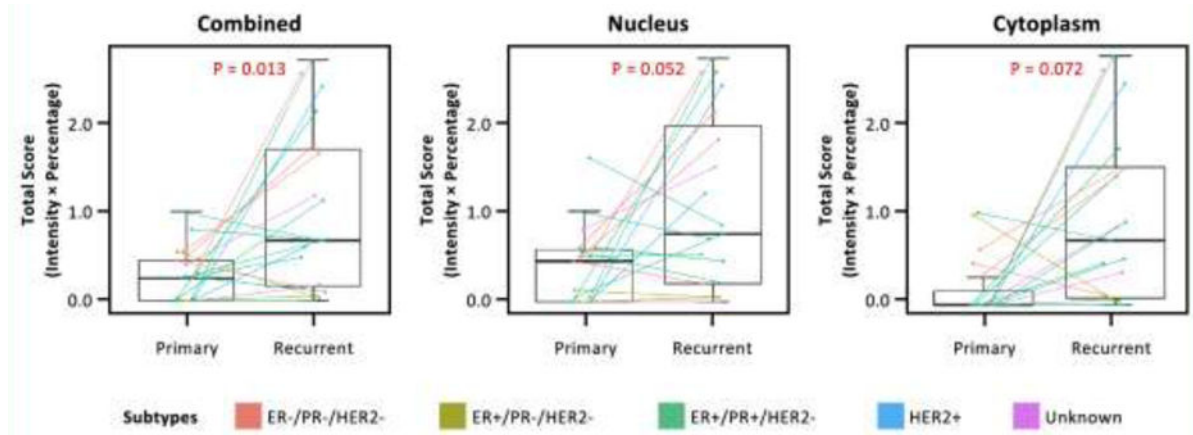 Combined
Nucleus
Cytoplasm
P = 0.013
P = 0.052
P = 0.072
Total Score
(Intensity × Percentage)
2.0
1.0
0.0
Total Score
(Intensity × Percentage)
2.0
1.0
0.0
Total Score
(Intensity × Percentage)
2.0
1.0
0.0
Primary Recurrent
Primary Recurrent
Primary Recurrent
Subtypes ER-/PR-/HER2- ER+/PR-/HER2- ER+/PR+/HER2- HER2+ Unknown